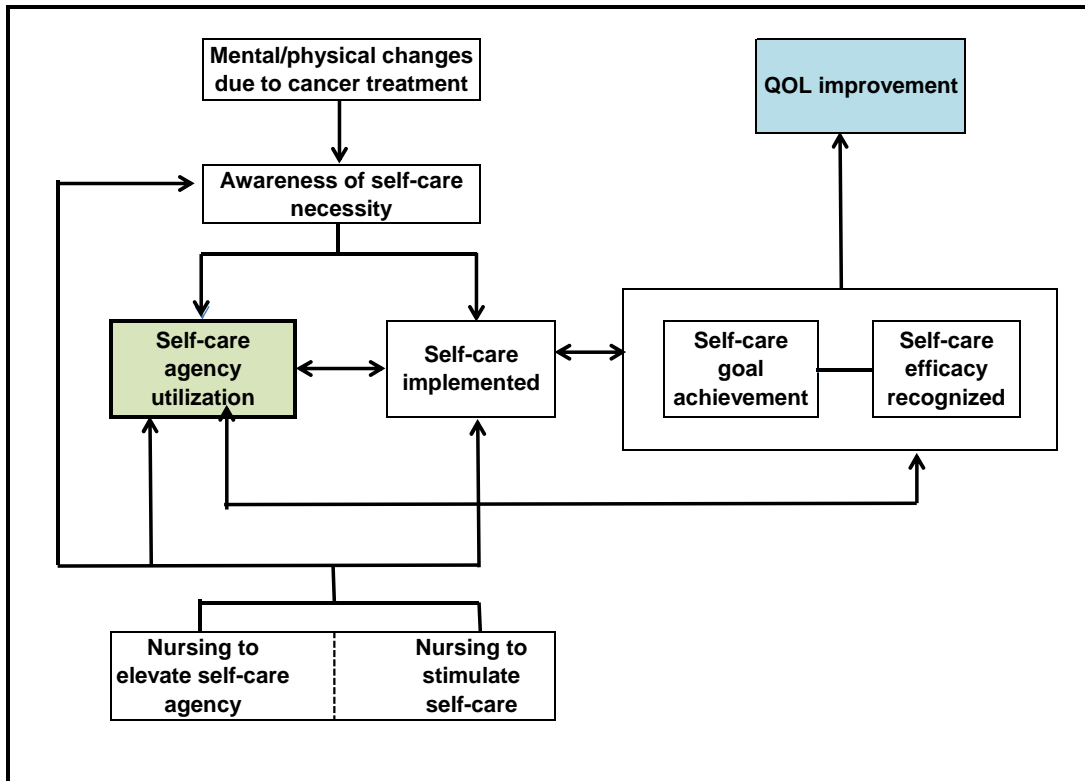 Mental/physical changes
due to cancer treatment
QOL improvement
Awareness of self-care
necessity
Self-care
agency
utilization
Self-care
implemented
Self-care
goal
achievement
Self-care
efficacy
recognized
Nursing to
elevate self-care
agency
Nursing to
stimulate
self-care